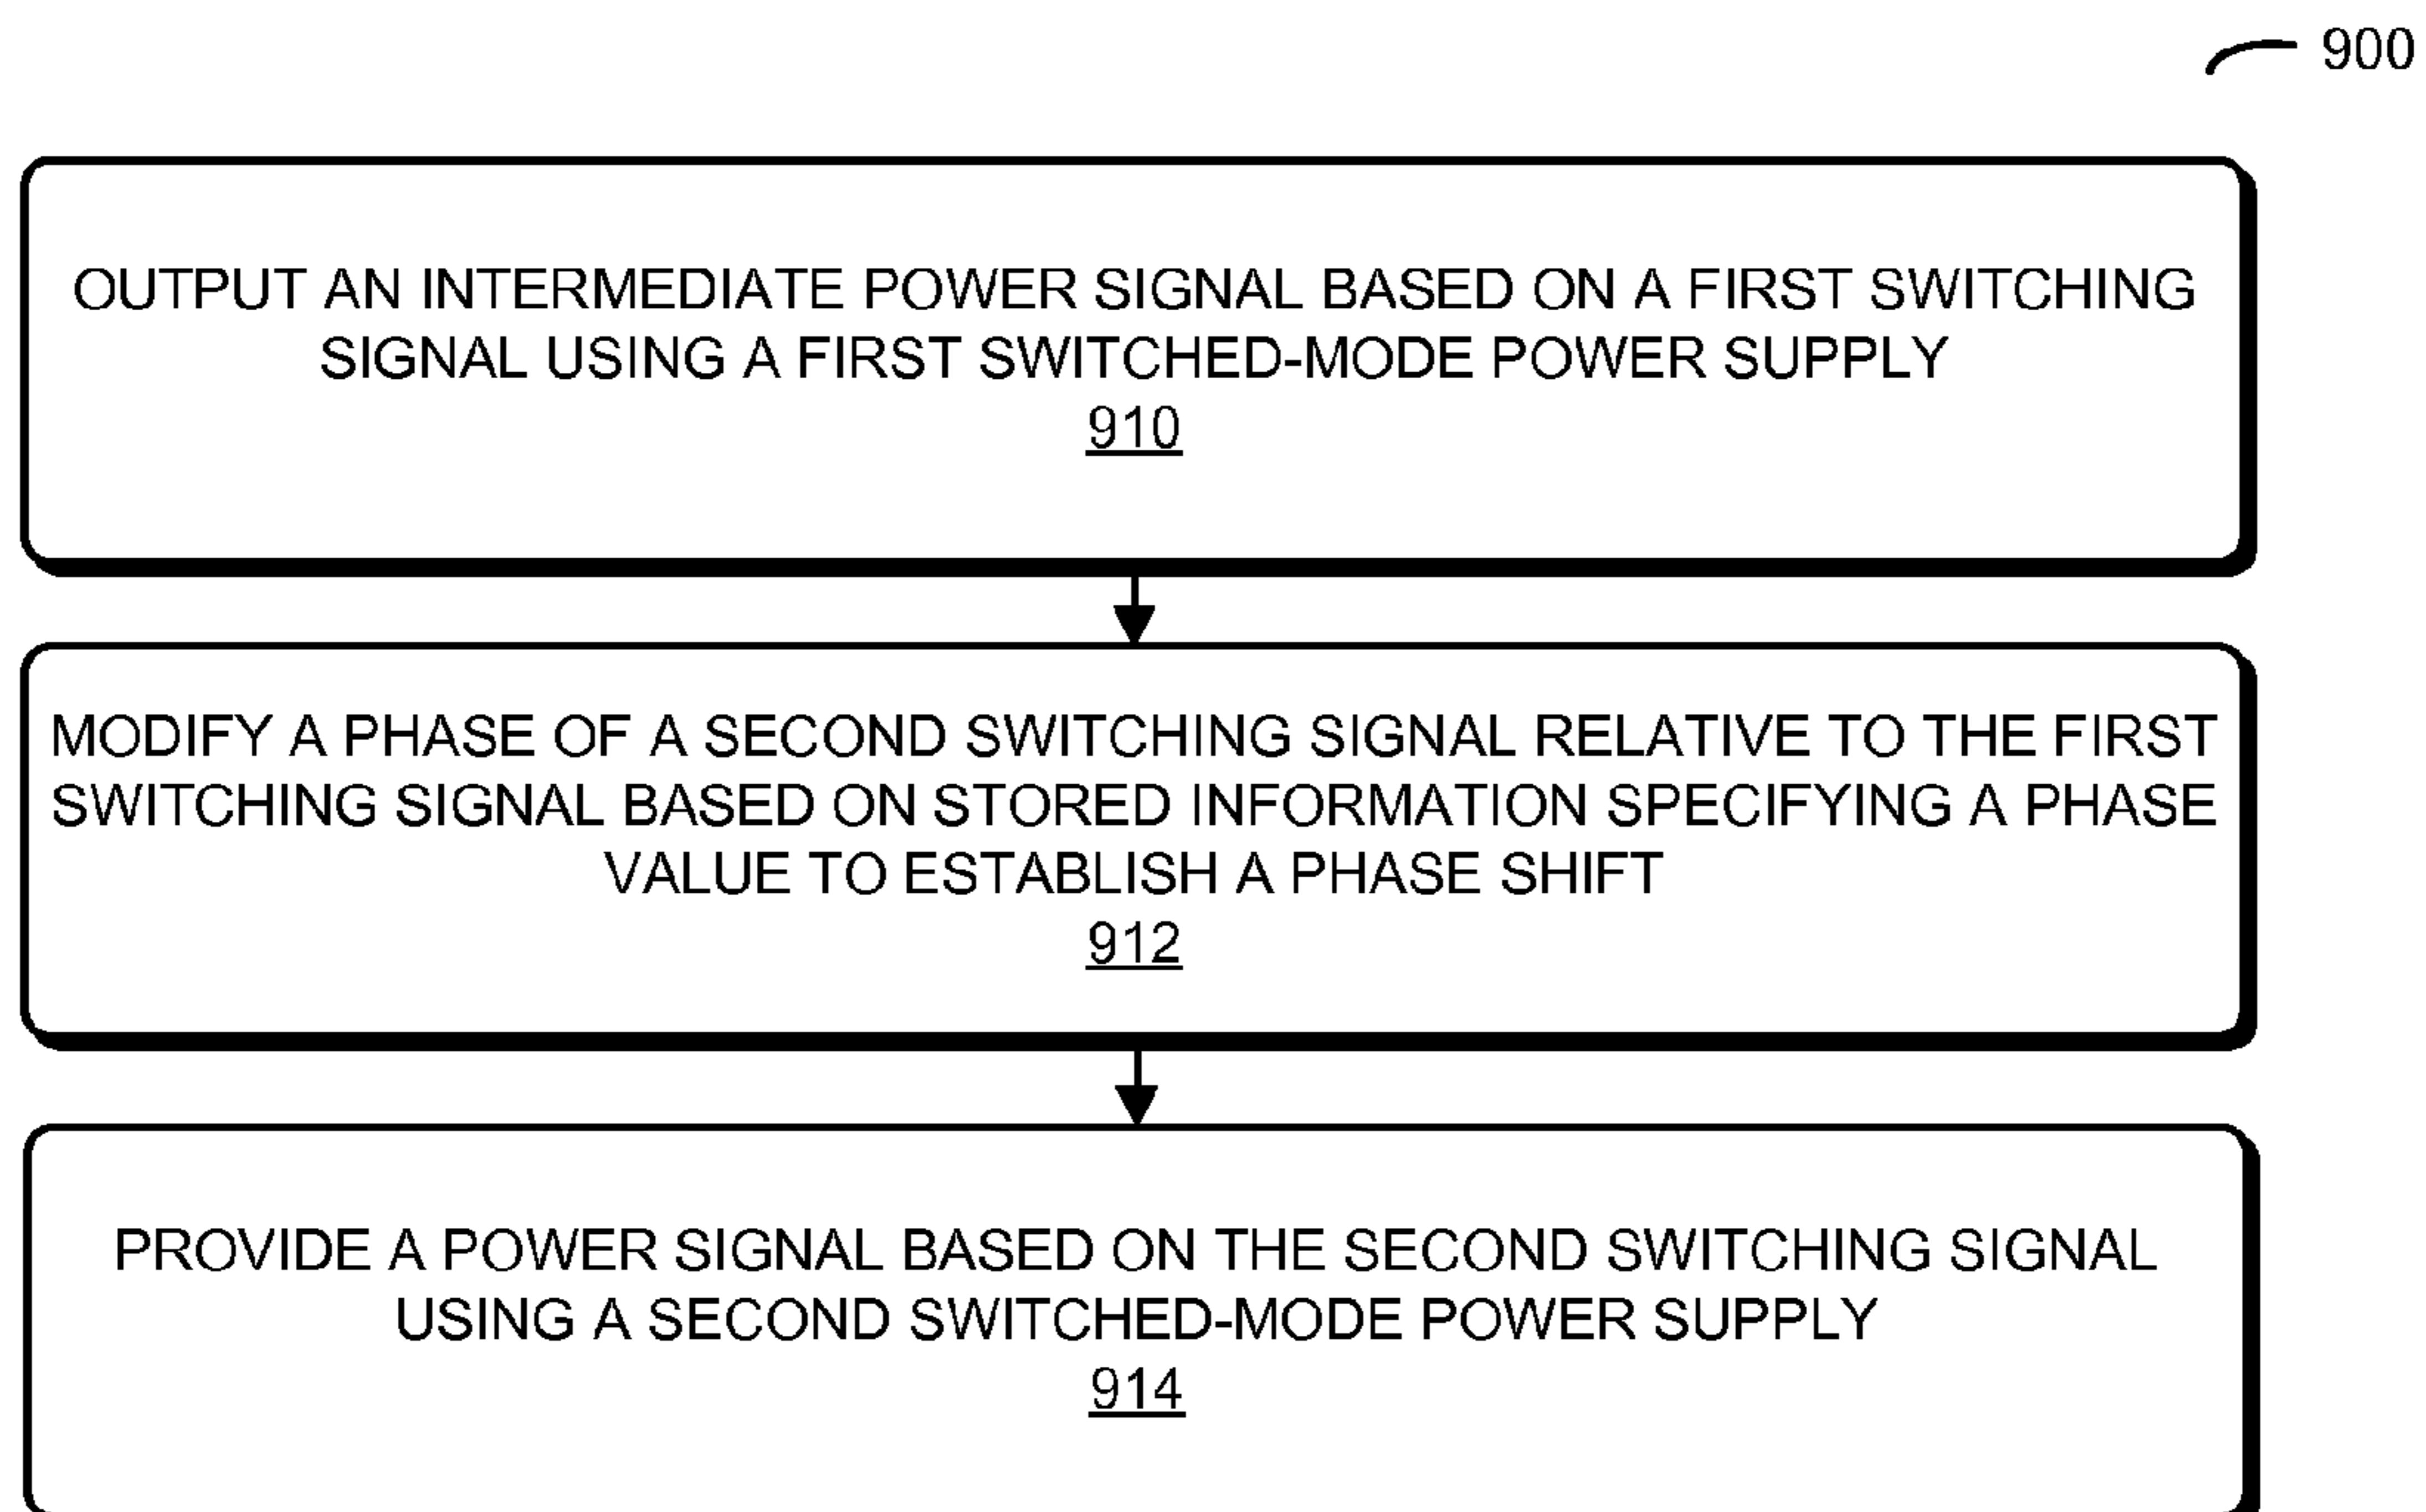 900
OUTPUT AN INTERMEDIATE POWER SIGNAL BASED ON A FIRST SWITCHING
SIGNAL USING A FIRST SWITCHED-MODE POWER SUPPLY
910
MODIFY A PHASE OF A SECOND SWITCHING SIGNAL RELATIVE TO THE FIRST
SWITCHING SIGNAL BASED ON STORED INFORMATION SPECIFYING A PHASE
VALUE TO ESTABLISH A PHASE SHIFT
912
PROVIDE A POWER SIGNAL BASED ON THE SECOND SWITCHING SIGNAL
USING A SECOND SWITCHED-MODE POWER SUPPLY
914